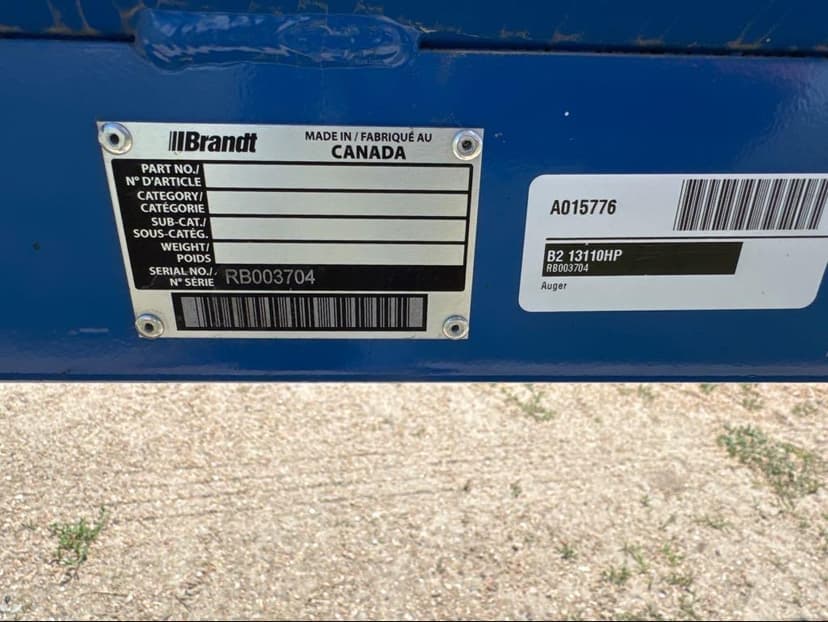 Brandt
MADE IN / FABRIQUÉ AU
CANADA
PART NO./
N° D'ARTICLE
CATEGORY/
CATÉGORIE
SUB-CAT./
SOUS-CATÉG.
WEIGHT/
POIDS
SERIAL NO./
N° SÉRIE
RB003704
A015776
B2 13110HP
RB003704
Auger